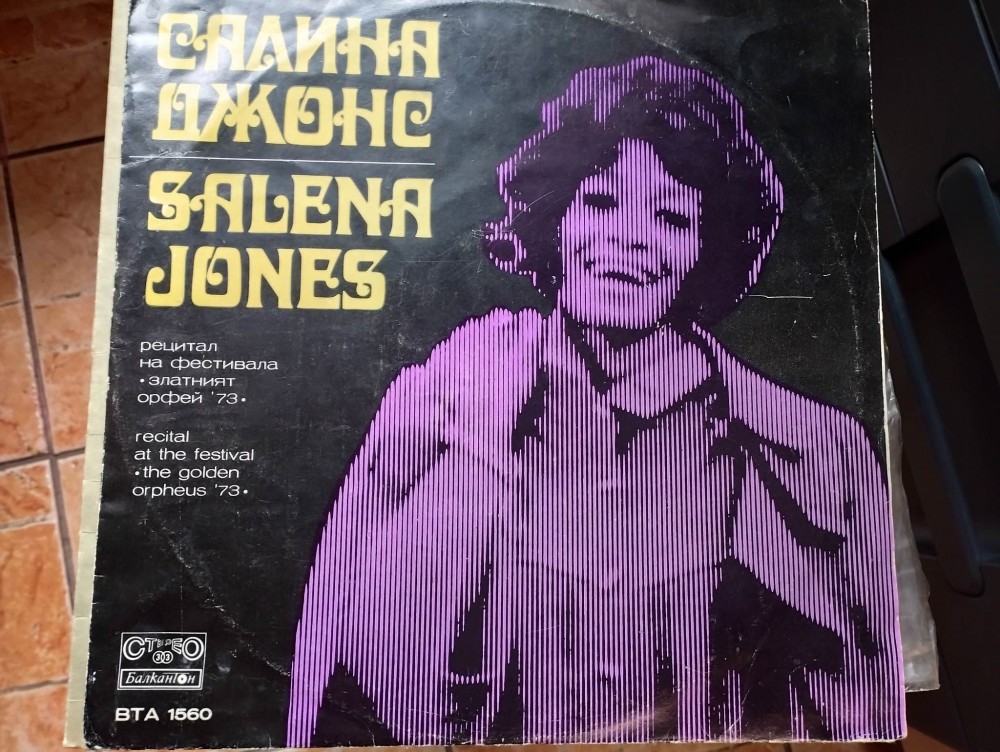 САЛИНА
ДЖОНС
SALENA
JONES
рецитал
на фестивала
•златният
орфей '73•
recital
at the festival
•the golden
orpheus '73•
СТЕРЕО
33
Балкантон
ВТА 1560